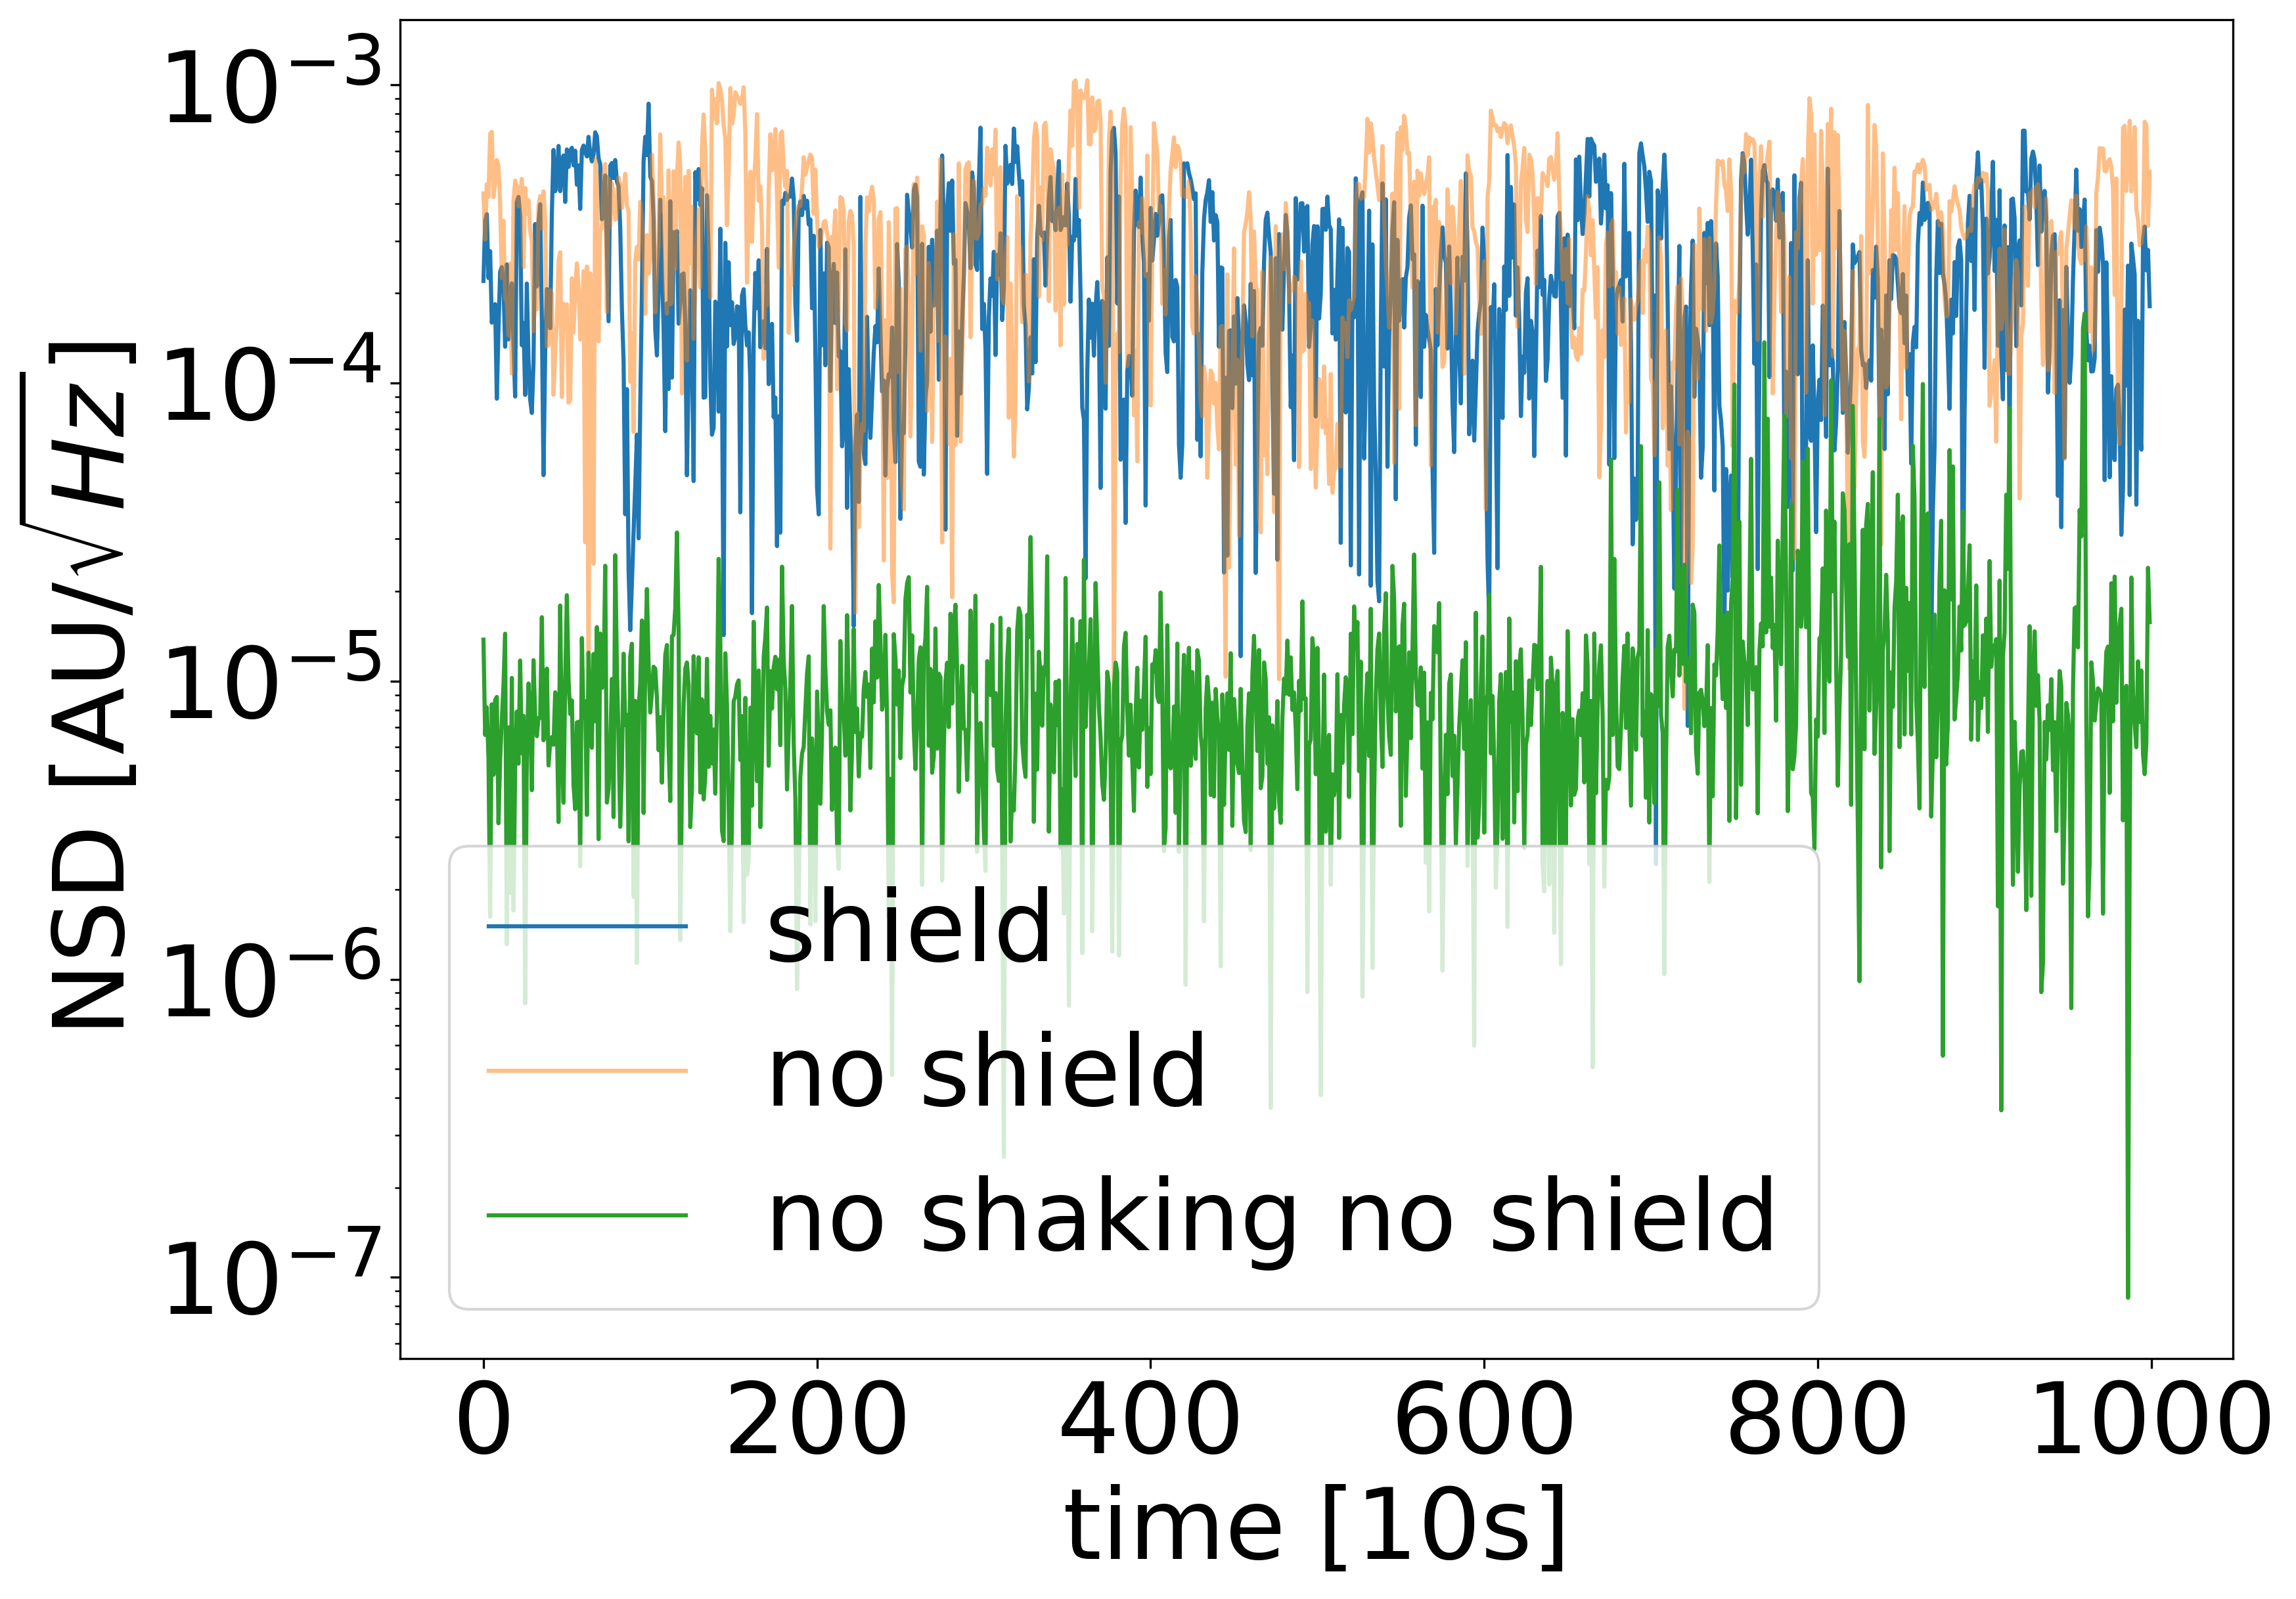 10⁻³
10⁻⁴
10⁻⁵
10⁻⁶
10⁻⁷
NSD [AU/√Hz]
shield
no shield
no shaking no shield
0 200 400 600 800 1000
time [10s]